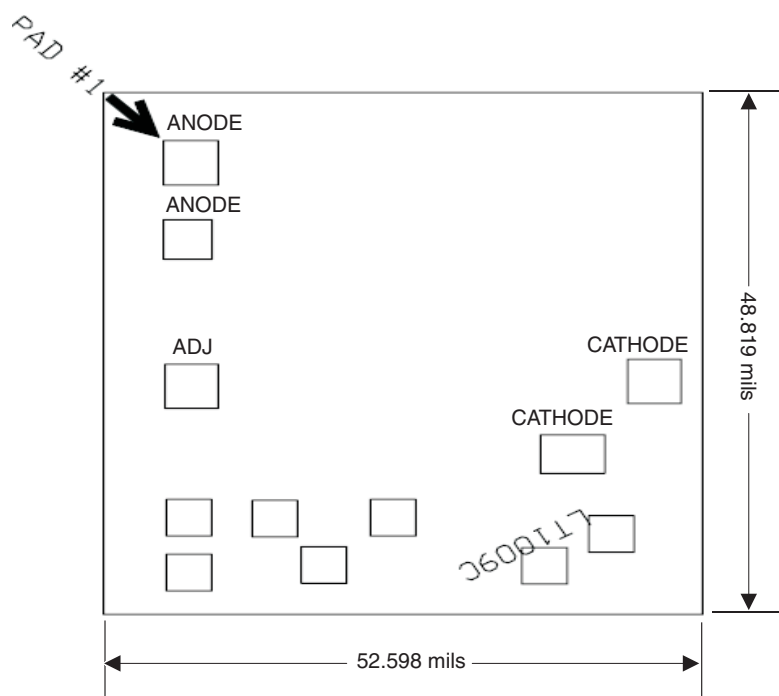 PAD #1
ANODE
ANODE
ADJ
CATHODE
CATHODE
48.819 mils
LT1009C
52.598 mils